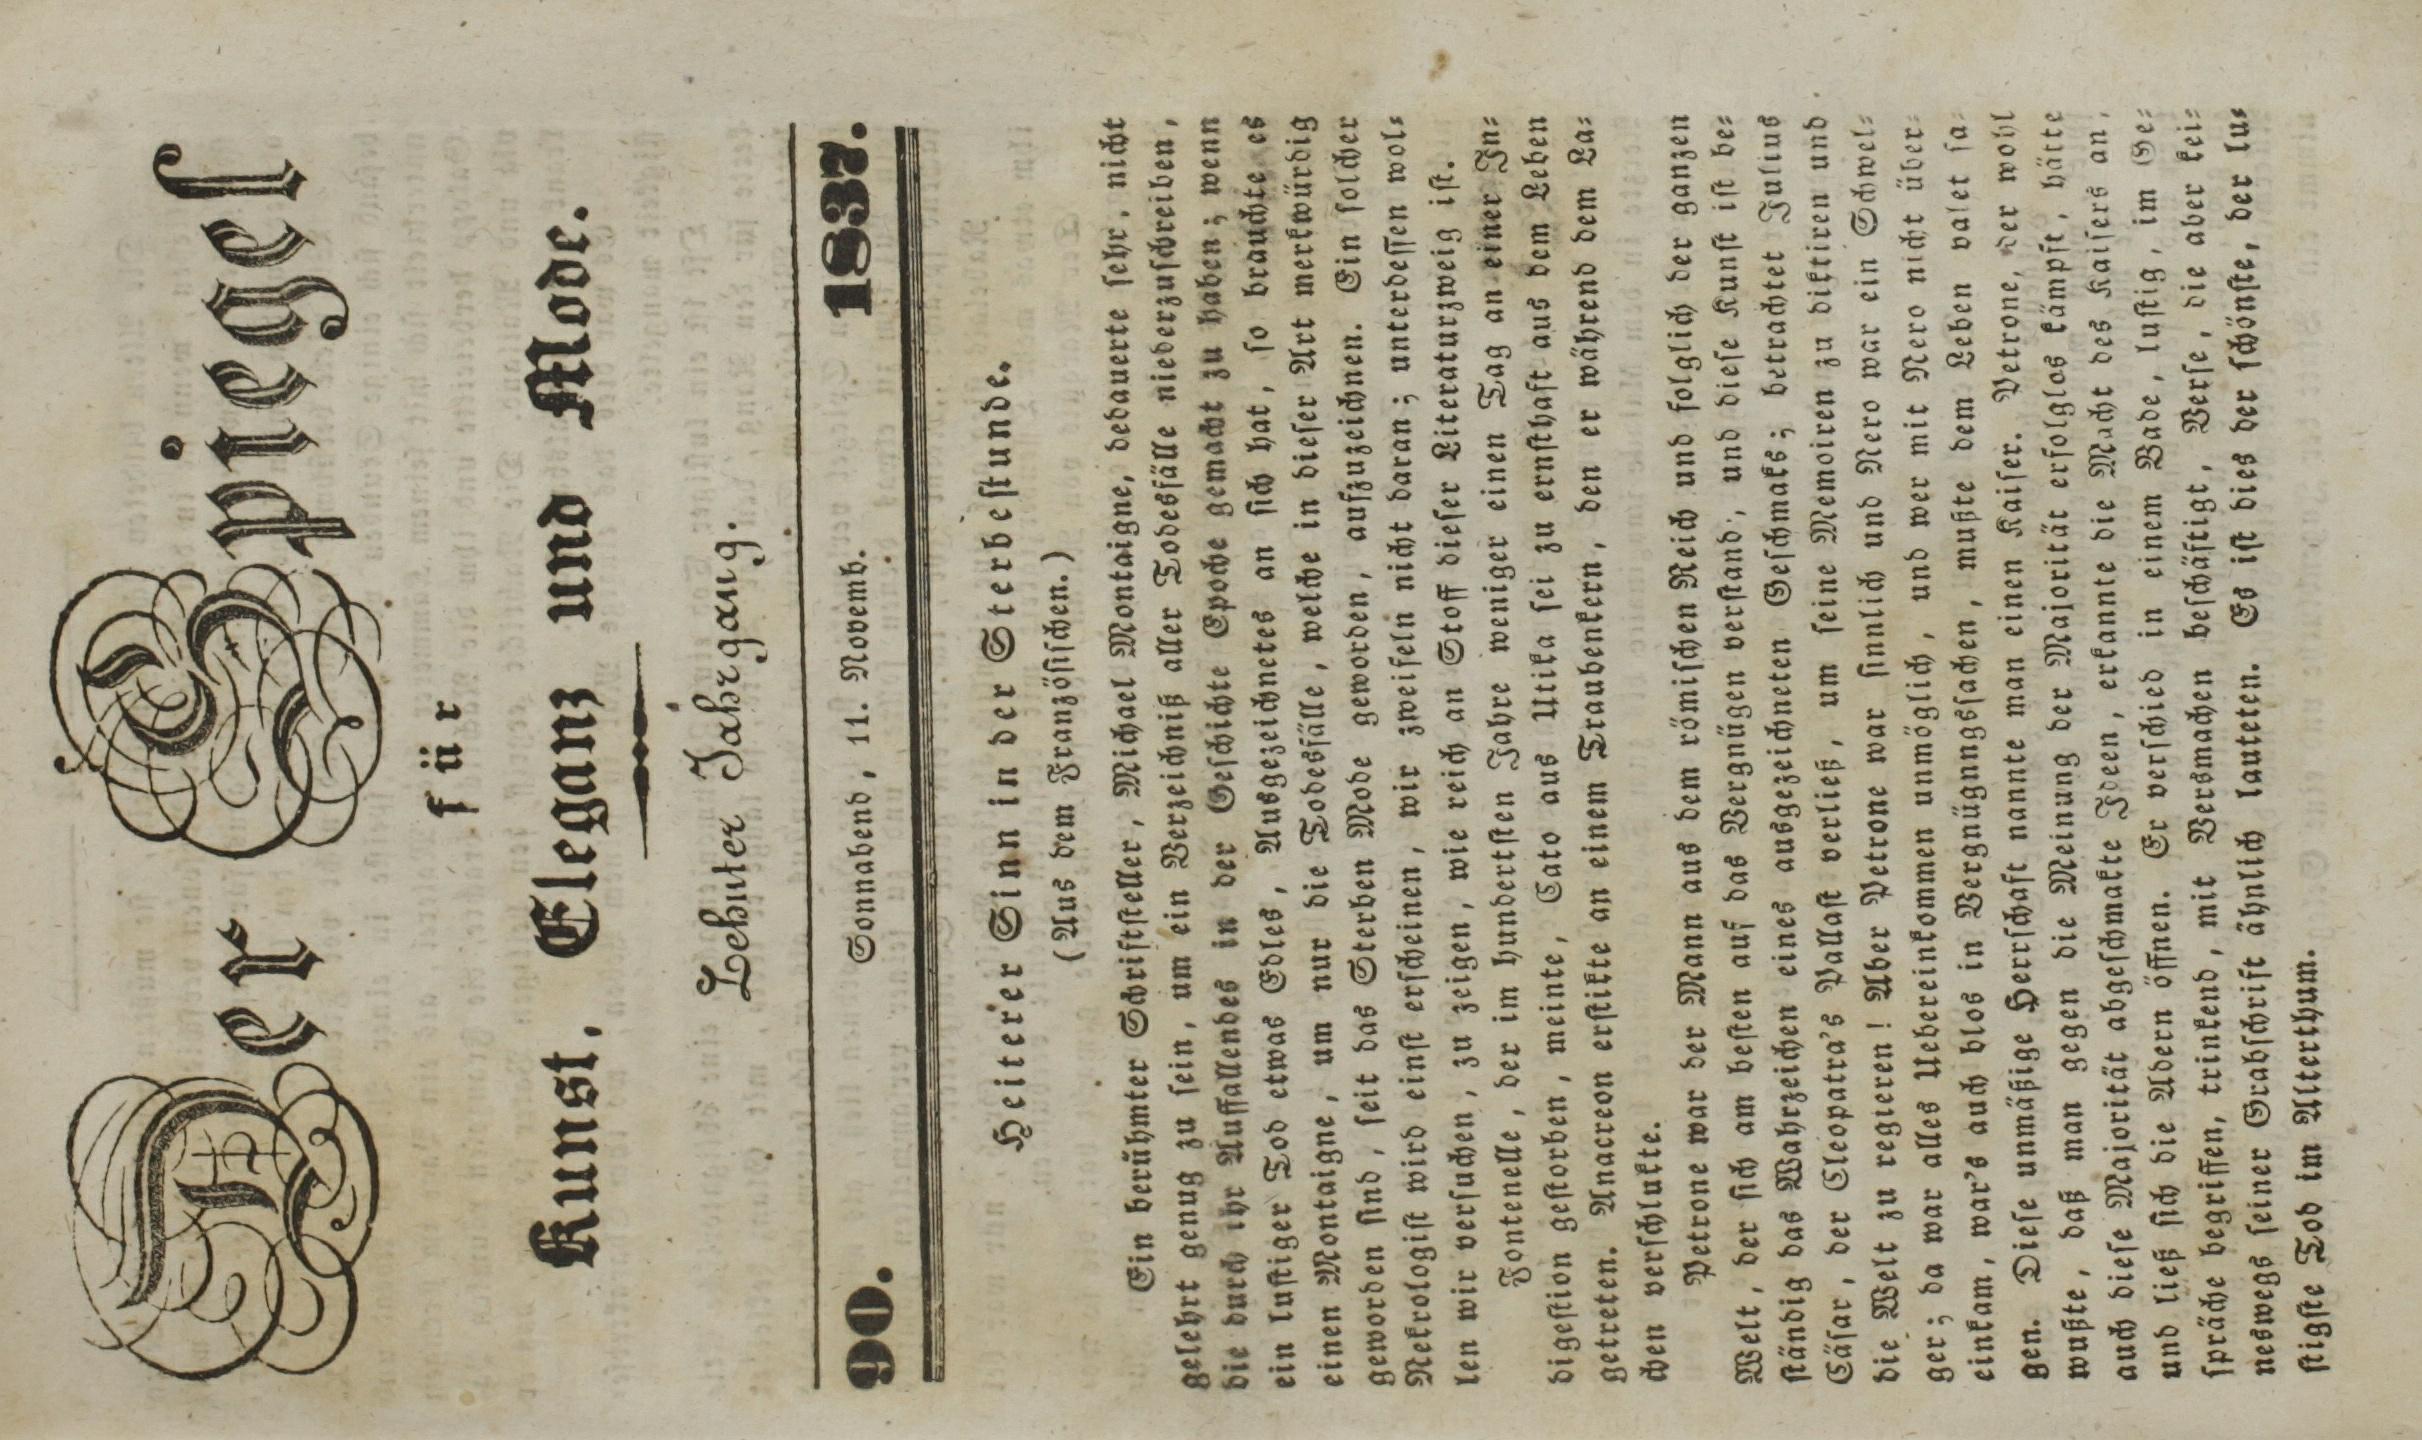 Der Spiegel
für
Kunst, Eleganz und Mode.
Zehnter Jahrgang.
90. Sonnabend, 11. Novemb. 1837.
Heiterer Sinn in der Sterbestunde.
(Aus dem Französischen.)
Ein berühmter Schriftsteller, Michael Montaigne, bedauerte sehr, nicht
gelehrt genug zu sein, um ein Verzeichniß aller Todesfälle niederzuschreiben,
die durch ihr Auffallendes in der Geschichte Epoche gemacht zu haben; wenn
ein lustiger Tod etwas Edles, Ausgezeichnetes an sich hat, so brauchte es
einen Montaigne, um nur die Todesfälle, welche in dieser Art merkwürdig
geworden sind, seit das Sterben Mode geworden, aufzuzeichnen. Ein solcher
Nekrologist wird einst erscheinen, wir zweifeln nicht daran; unterdessen wol⸗
len wir versuchen, zu zeigen, wie reich an Stoff dieser Literaturzweig ist.
Fontenelle, der im hundertsten Jahre weniger einen Tag an einer In⸗
digestion gestorben, meinte, Cato aus Utika sei zu ernsthaft aus dem Leben
getreten. Anacreon erstikte an einem Traubenkern, den er während dem La⸗
chen verschlukte.
Petrone war der Mann aus dem römischen Reich und folglich der ganzen
Welt, der sich am besten auf das Vergnügen verstand, und diese Kunst ist be⸗
ständig das Wahrzeichen eines ausgezeichneten Geschmaks; betrachtet Julius
Cäsar, der Cleopatra's Pallast verließ, um seine Memoiren zu diktiren und
die Welt zu regieren! Aber Petrone war sinnlich und Nero war ein Schwel⸗
ger; da war alles Uebereinkommen unmöglich, und wer mit Nero nicht über⸗
einkam, war's auch blos in Vergnügungssachen, mußte dem Leben valet sa⸗
gen. Diese unmäßige Herrschaft nannte man einen Kaiser. Petrone, der wohl
wußte, daß man gegen die Meinung der Majorität erfolglos kämpft, hätte
auch diese Majorität abgeschmakte Ideen, erkannte die Macht des Kaisers an,
und ließ sich die Adern öffnen. Er verschied in einem Bade, lustig, im Ge⸗
spräche begriffen, trinkend, mit Versmachen beschäftigt, Verse, die aber kei⸗
neswegs seiner Grabschrift ähnlich lauteten. Es ist dies der schönste, der lu⸗
stigste Tod im Alterthum.